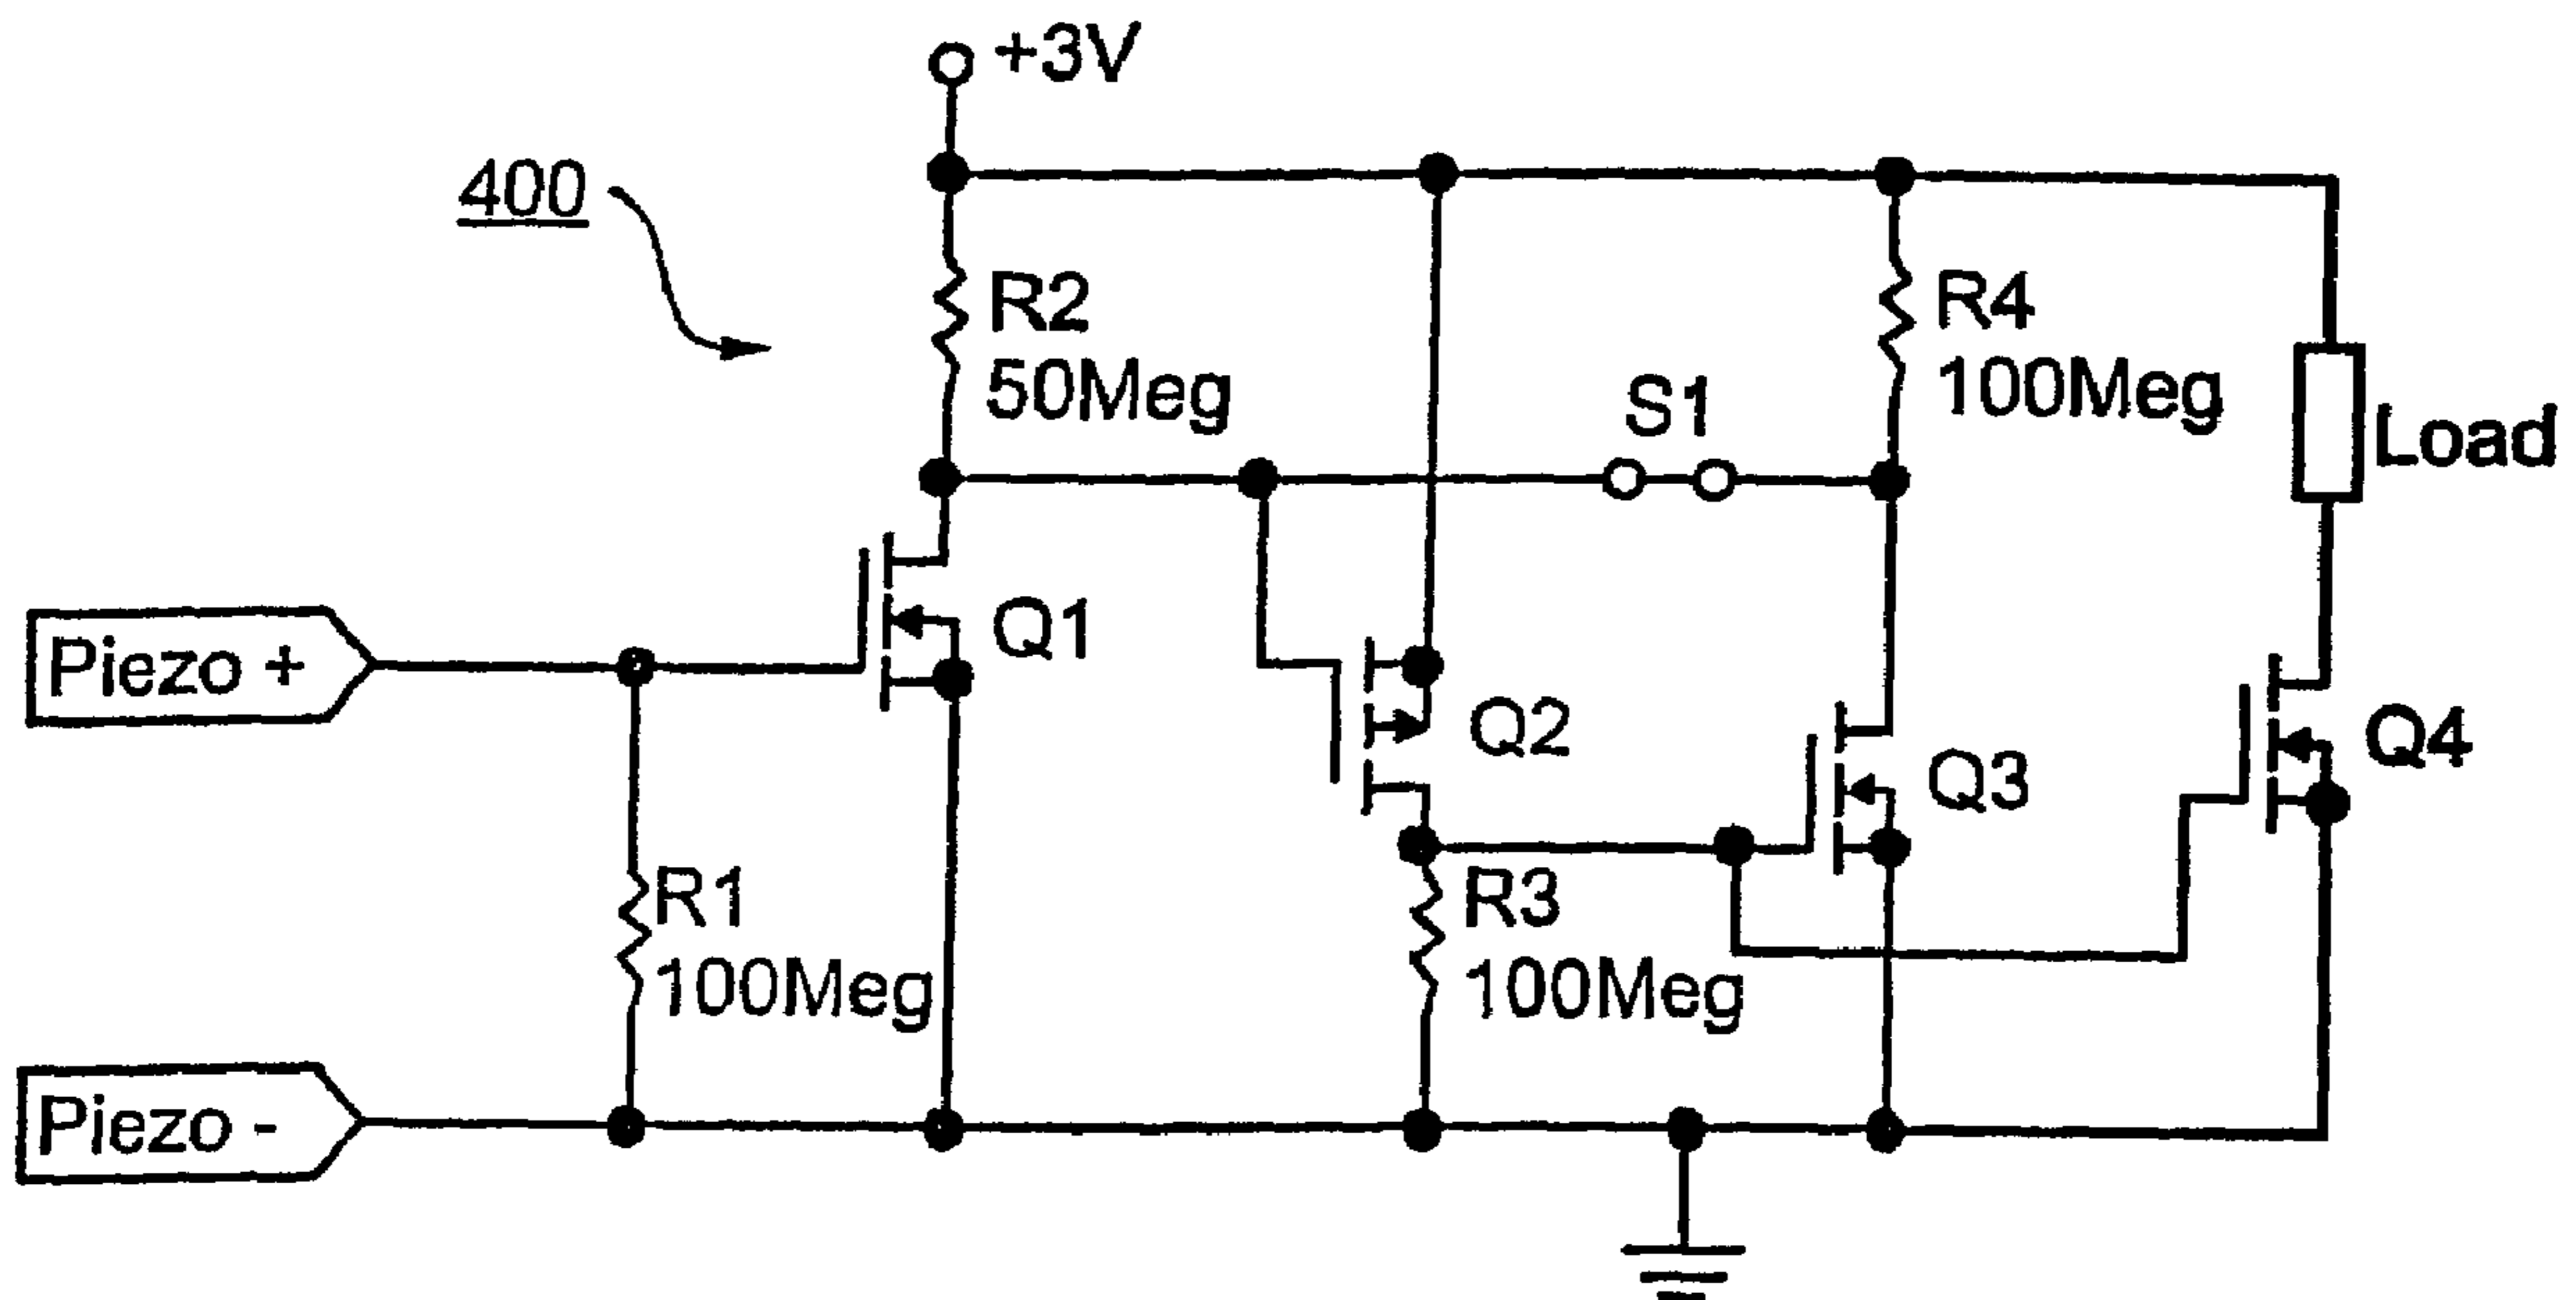 +3V
400
R2
50Meg
R4
100Meg
S1
Load
Q1
Piezo +
Q2
Q3
Q4
R1
100Meg
R3
100Meg
Piezo -